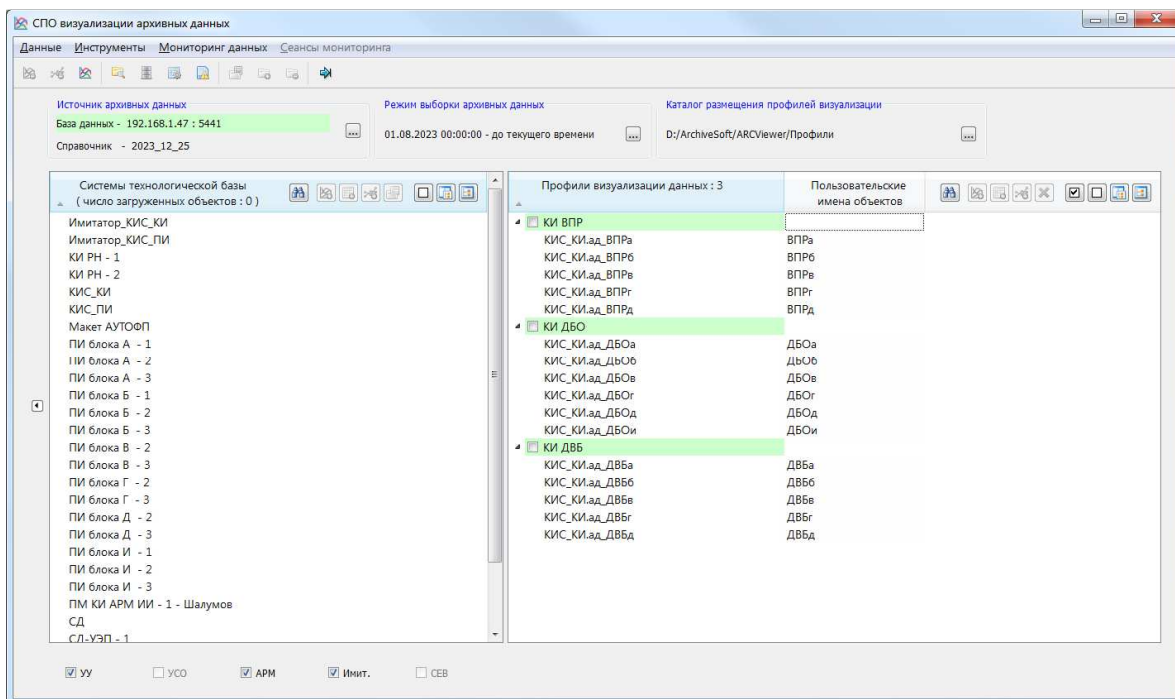 СПО визуализации архивных данных
Данные Инструменты Мониторинг данных Сеансы мониторинга
Источник архивных данных
База данных - 192.168.1.47 : 5441
Справочник - 2023_12_25
...
Режим выборки архивных данных
01.08.2023 00:00:00 - до текущего времени
...
Каталог размещения профилей визуализации
D:/ArchiveSoft/ARCViewer/Профили
...
Системы технологической базы
( число загруженных объектов : 0 )
Имитатор_КИС_КИ
Имитатор_КИС_ПИ
КИ РН - 1
КИ РН - 2
КИС_КИ
КИС_ПИ
Макет АУТОФП
ПИ блока А - 1
ПИ блока А - 2
ПИ блока А - 3
ПИ блока Б - 1
ПИ блока Б - 2
ПИ блока Б - 3
ПИ блока В - 2
ПИ блока В - 3
ПИ блока Г - 2
ПИ блока Г - 3
ПИ блока Д - 2
ПИ блока Д - 3
ПИ блока И - 1
ПИ блока И - 2
ПИ блока И - 3
ПМ КИ АРМ ИИ - 1 - Шалумов
СД
СД-УЭП - 1
Профили визуализации данных : 3
Пользовательские
имена объектов
КИ ВПР
КИС_КИ.ад_ВПРа ВПРа
КИС_КИ.ад_ВПРб ВПРб
КИС_КИ.ад_ВПРв ВПРв
КИС_КИ.ад_ВПРг ВПРг
КИС_КИ.ад_ВПРд ВПРд
КИ ДБО
КИС_КИ.ад_ДБОа ДБОа
КИС_КИ.ад_ДБОб ДБОб
КИС_КИ.ад_ДБОв ДБОв
КИС_КИ.ад_ДБОг ДБОг
КИС_КИ.ад_ДБОд ДБОд
КИС_КИ.ад_ДБОи ДБОи
КИ ДВБ
КИС_КИ.ад_ДВБа ДВБа
КИС_КИ.ад_ДВБб ДВБб
КИС_КИ.ад_ДВБв ДВБв
КИС_КИ.ад_ДВБг ДВБг
КИС_КИ.ад_ДВБд ДВБд
УУ УСО АРМ Имит. СЕВ